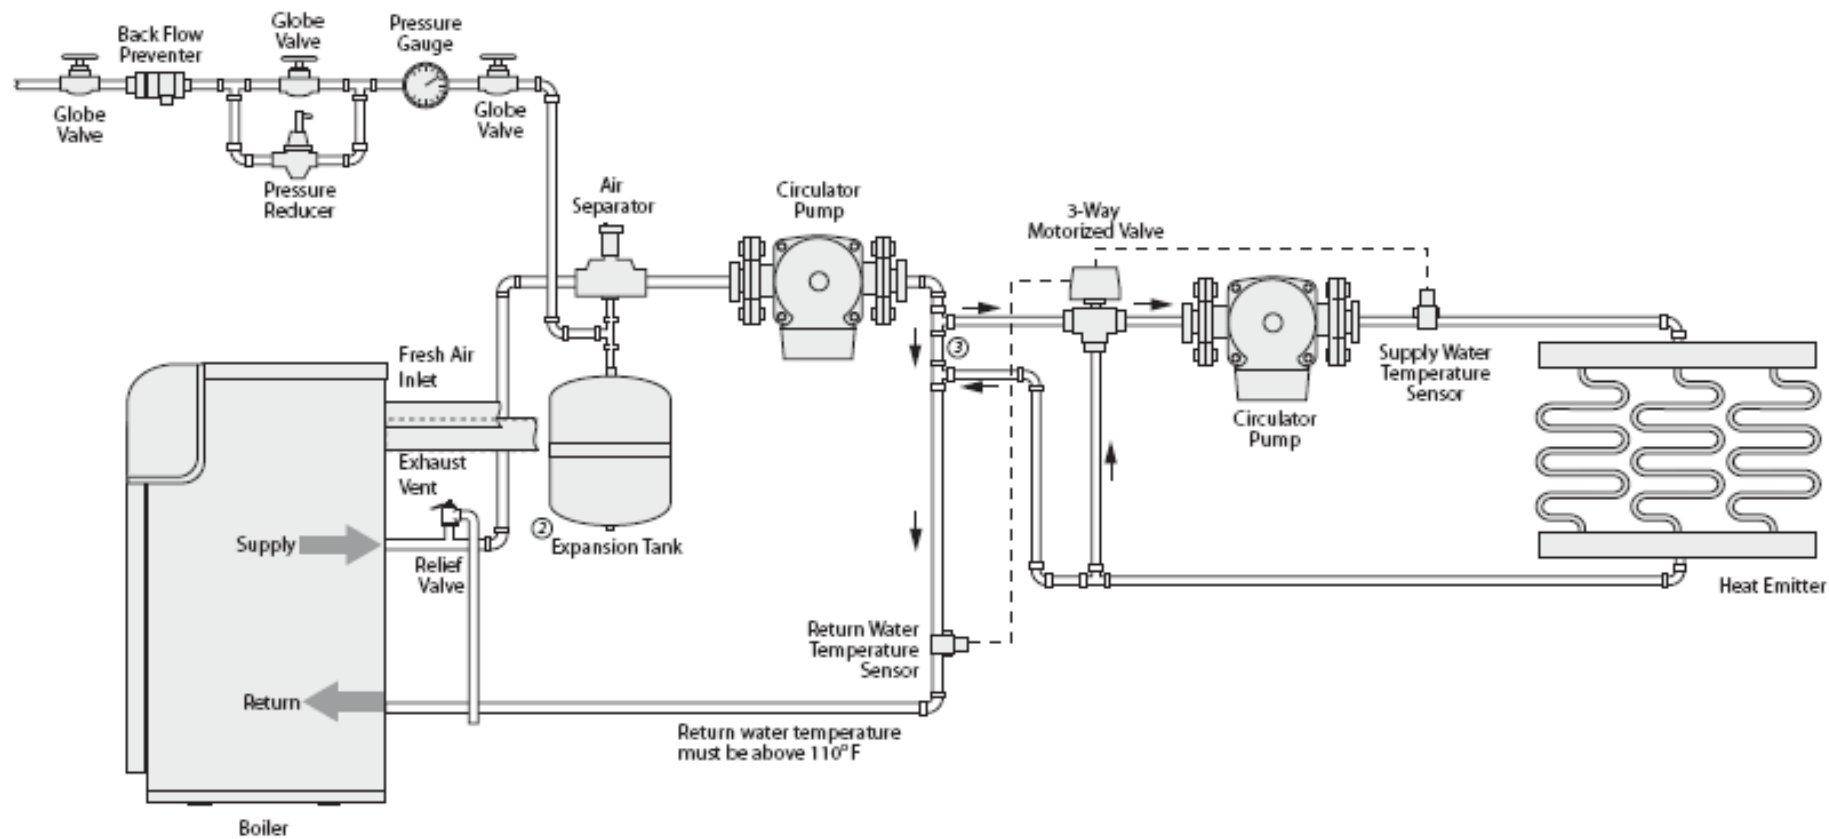 Back Flow
Preventer
Globe
Valve
Pressure
Gauge
Globe
Valve
Globe
Valve
Pressure
Reducer
Air
Separator
Circulator
Pump
3-Way
Motorized Valve
Fresh Air
Inlet
③
Supply Water
Temperature
Sensor
Circulator
Pump
Exhaust
Vent
②
Expansion Tank
Supply
Relief
Valve
Heat Emitter
Return Water
Temperature
Sensor
Return
Return water temperature
must be above 110°F
Boiler